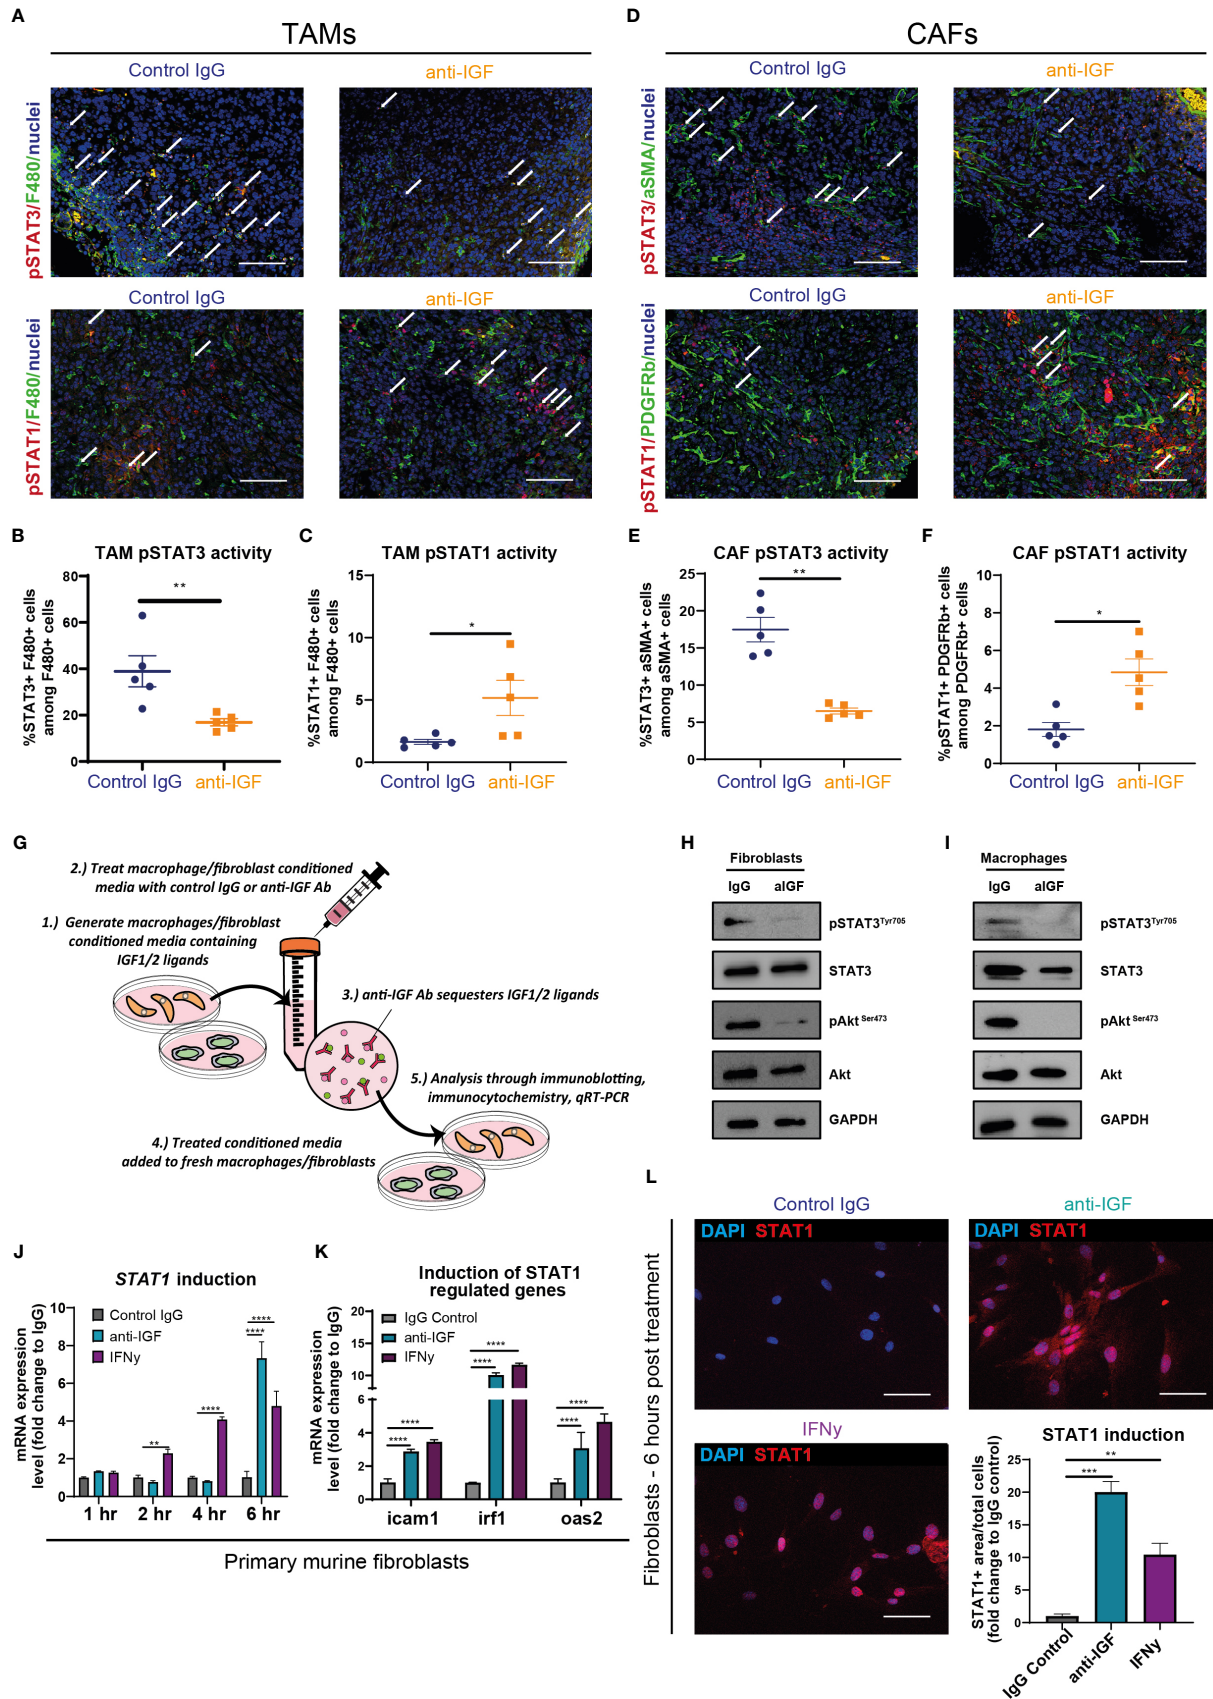 A
TAMs
Control IgG
anti-IGF
pSTAT3/F480/nuclei
Control IgG
anti-IGF
pSTAT1/F480/nuclei
D
CAFs
Control IgG
anti-IGF
pSTAT3/aSMA/nuclei
Control IgG
anti-IGF
pSTAT1/PDGFRb/nuclei
B
TAM pSTAT3 activity
%STAT3+ F480+ cells
among F480+ cells
80
60
40
20
0
**
Control IgG
anti-IGF
C
TAM pSTAT1 activity
%STAT1+ F480+ cells
among F480+ cells
15
10
5
0
*
Control IgG
anti-IGF
E
CAF pSTAT3 activity
%STAT3+ aSMA+ cells
among aSMA+ cells
25
20
15
10
5
0
**
Control IgG
anti-IGF
F
CAF pSTAT1 activity
%pSTAT1+ PDGFRb+ cells
among PDGFRb+ cells
10
8
6
4
2
0
*
Control IgG
anti-IGF
G
2.) Treat macrophage/fibroblast conditioned
media with control IgG or anti-IGF Ab
1.) Generate macrophages/fibroblast
conditioned media containing
IGF1/2 ligands
3.) anti-IGF Ab sequesters IGF1/2 ligands
5.) Analysis through immunoblotting,
immunocytochemistry, qRT-PCR
4.) Treated conditioned media
added to fresh macrophages/fibroblasts
H
Fibroblasts
IgG aIGF
pSTAT3Tyr705
STAT3
pAkt Ser473
Akt
GAPDH
I
Macrophages
IgG aIGF
pSTAT3Tyr705
STAT3
pAkt Ser473
Akt
GAPDH
J
STAT1 induction
mRNA expression
level (fold change to IgG)
10
8
6
4
2
0
Control IgG
anti-IGF
IFNy
**
****
****
****
1 hr 2 hr 4 hr 6 hr
K
Induction of STAT1
regulated genes
mRNA expression
level (fold change to IgG)
20
15
10
6
4
2
0
IgG Control
anti-IGF
IFNy
****
****
****
****
****
****
icam1 irf1 oas2
Primary murine fibroblasts
L
Fibroblasts - 6 hours post treatment
Control IgG
DAPI STAT1
anti-IGF
DAPI STAT1
IFNy
DAPI STAT1
STAT1 induction
STAT1+ area/total cells
(fold change to IgG control)
25
20
15
10
5
0
**
***
IgG Control
anti-IGF
IFNy